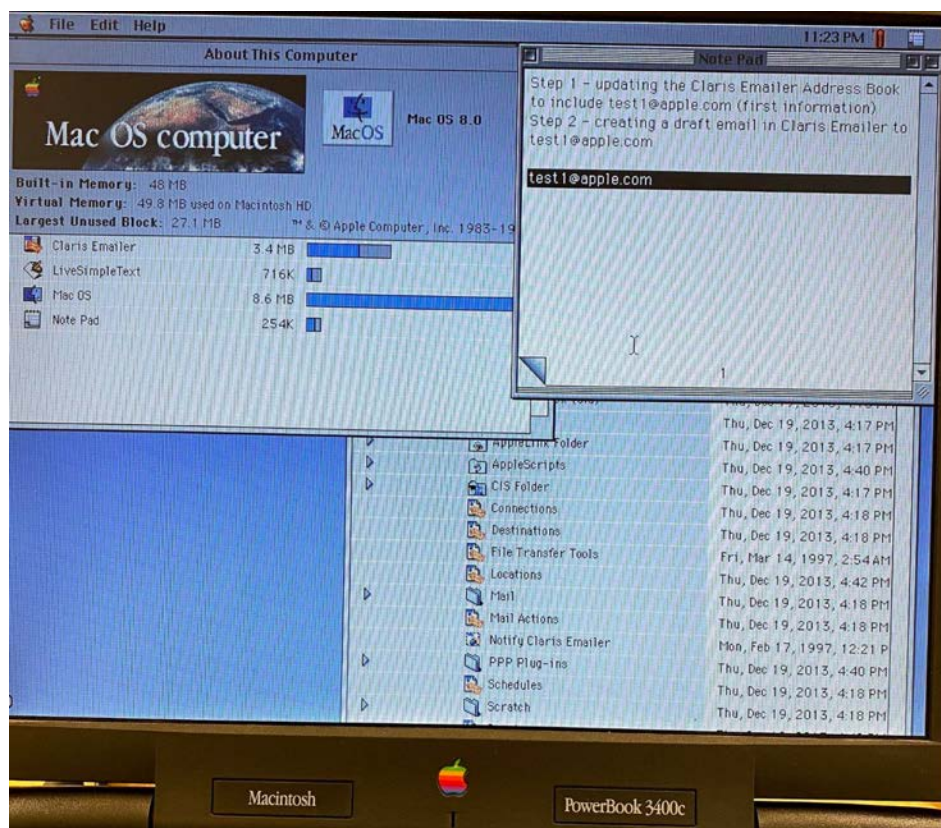 File Edit Help
11:23 PM
About This Computer
Mac OS computer
MacOS
Mac OS 8.0
Built-in Memory: 48 MB
Virtual Memory: 49.8 MB used on Macintosh HD
Largest Unused Block: 27.1 MB
™ & © Apple Computer, Inc. 1983-19
Claris Emailer 3.4 MB
LiveSimpleText 716K
Mac OS 8.6 MB
Note Pad 254K
Note Pad
Step 1 - updating the Claris Emailer Address Book
to include test1@apple.com (first information)
Step 2 - creating a draft email in Claris Emailer to
test1@apple.com
test1@apple.com
1
Thu, Dec 19, 2013, 4:17 PM
AppleLink Folder Thu, Dec 19, 2013, 4:17 PM
AppleScripts Thu, Dec 19, 2013, 4:40 PM
CIS Folder Thu, Dec 19, 2013, 4:17 PM
Connections Thu, Dec 19, 2013, 4:18 PM
Destinations Thu, Dec 19, 2013, 4:18 PM
File Transfer Tools Fri, Mar 14, 1997, 2:54 AM
Locations Thu, Dec 19, 2013, 4:42 PM
Mail Thu, Dec 19, 2013, 4:18 PM
Mail Actions Thu, Dec 19, 2013, 4:18 PM
Notify Claris Emailer Mon, Feb 17, 1997, 12:21 P
PPP Plug-ins Thu, Dec 19, 2013, 4:40 PM
Schedules Thu, Dec 19, 2013, 4:18 PM
Scratch Thu, Dec 19, 2013, 4:18 PM
Macintosh
PowerBook 3400c